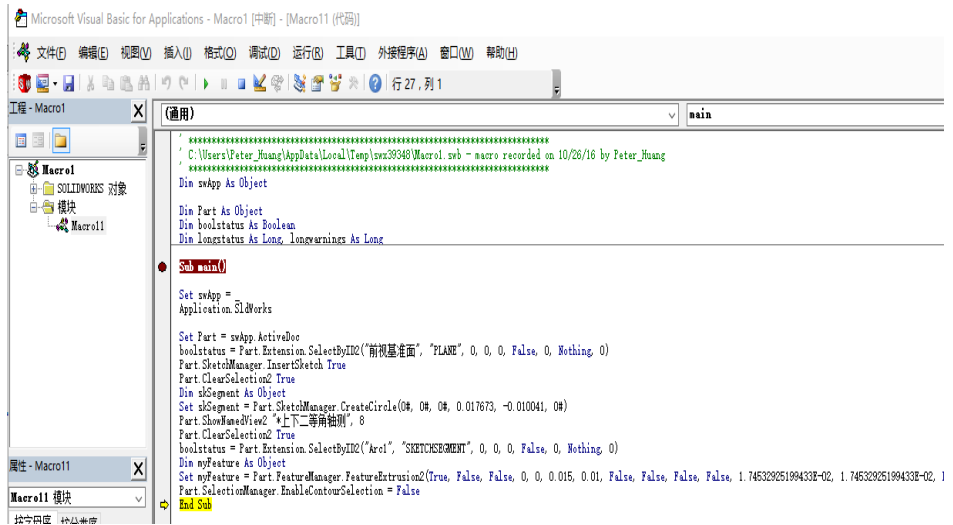 Microsoft Visual Basic for Applications - Macro1 [中断] - [Macro11 (代码)]
文件(F) 编辑(E) 视图(V) 插入(I) 格式(O) 调试(D) 运行(R) 工具(T) 外接程序(A) 窗口(W) 帮助(H)
行 27 , 列 1
工程 - Macro1 X
(通用) main
Macro1
SOLIDWORKS 对象
模块
Macro11
' ******************************************************************************
' C:\Users\Peter_Huang\AppData\Local\Temp\swx39348\Macro1.swb - macro recorded on 10/26/16 by Peter_Huang
' ******************************************************************************
Dim swApp As Object
Dim Part As Object
Dim boolstatus As Boolean
Dim longstatus As Long, longwarnings As Long
Sub main()
Set swApp = _
Application.SldWorks
Set Part = swApp.ActiveDoc
boolstatus = Part.Extension.SelectByID2("前视基准面", "PLANE", 0, 0, 0, False, 0, Nothing, 0)
Part.SketchManager.InsertSketch True
Part.ClearSelection2 True
Dim skSegment As Object
Set skSegment = Part.SketchManager.CreateCircle(0#, 0#, 0#, 0.017673, -0.010041, 0#)
Part.ShowNamedView2 "*上下二等角轴测", 8
Part.ClearSelection2 True
boolstatus = Part.Extension.SelectByID2("Arc1", "SKETCHSEGMENT", 0, 0, 0, False, 0, Nothing, 0)
Dim myFeature As Object
Set myFeature = Part.FeatureManager.FeatureExtrusion2(True, False, False, 0, 0, 0.015, 0.01, False, False, False, False, 1.74532925199433E-02, 1.74532925199433E-02,
Part.SelectionManager.EnableContourSelection = False
End Sub
属性 - Macro11 X
Macro11 模块
按字母序 按分类序